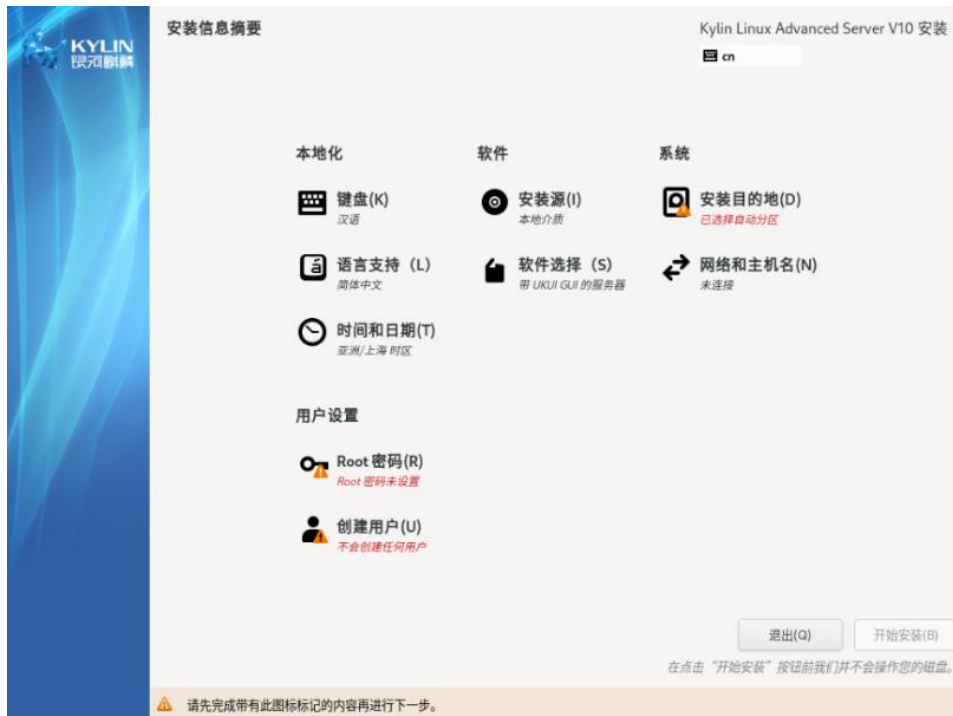 KYLIN
银河麒麟
安装信息摘要
Kylin Linux Advanced Server V10 安装
cn
本地化
软件
系统
键盘(K)
汉语
安装源(I)
本地介质
安装目的地(D)
已选择自动分区
语言支持（L）
简体中文
软件选择（S）
带 UKUI GUI 的服务器
网络和主机名(N)
未连接
时间和日期(T)
亚洲/上海 时区
用户设置
Root 密码(R)
Root 密码未设置
创建用户(U)
不会创建任何用户
退出(Q)
开始安装(B)
在点击“开始安装”按钮前我们并不会操作您的磁盘。
请先完成带有此图标标记的内容再进行下一步。